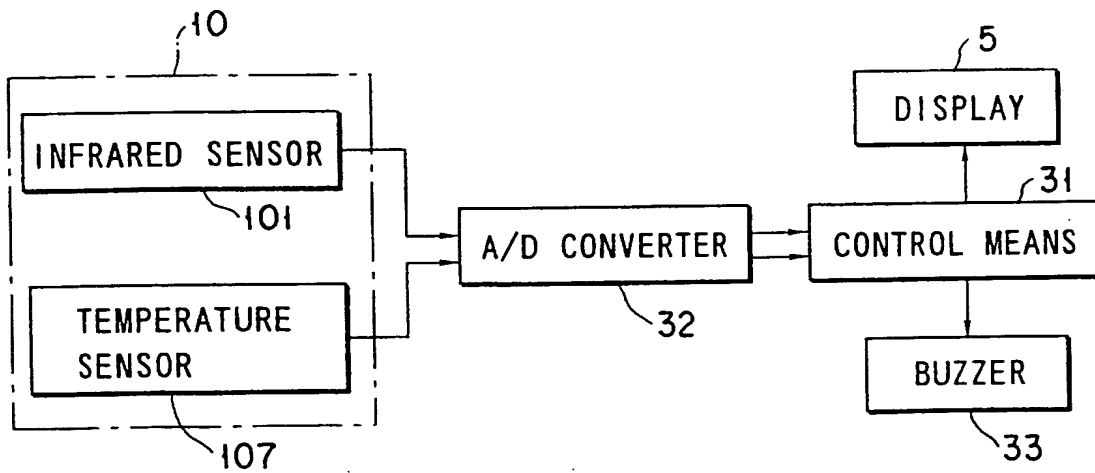 10
INFRARED SENSOR
101
TEMPERATURE
SENSOR
107
A/D CONVERTER
32
5
DISPLAY
31
CONTROL MEANS
BUZZER
33